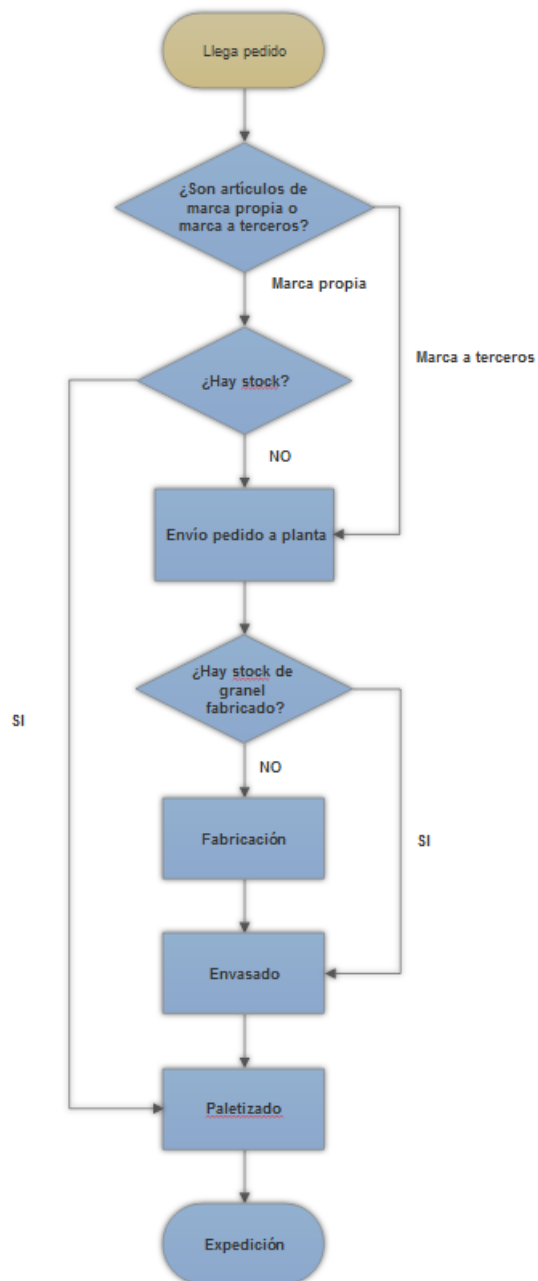 Llega pedido
¿Son artículos de
marca propia o
marca a terceros?
Marca propia
Marca a terceros
¿Hay stock?
NO
Envío pedido a planta
¿Hay stock de
granel
fabricado?
SI
NO
Fabricación
SI
Envasado
Paletizado
Expedición